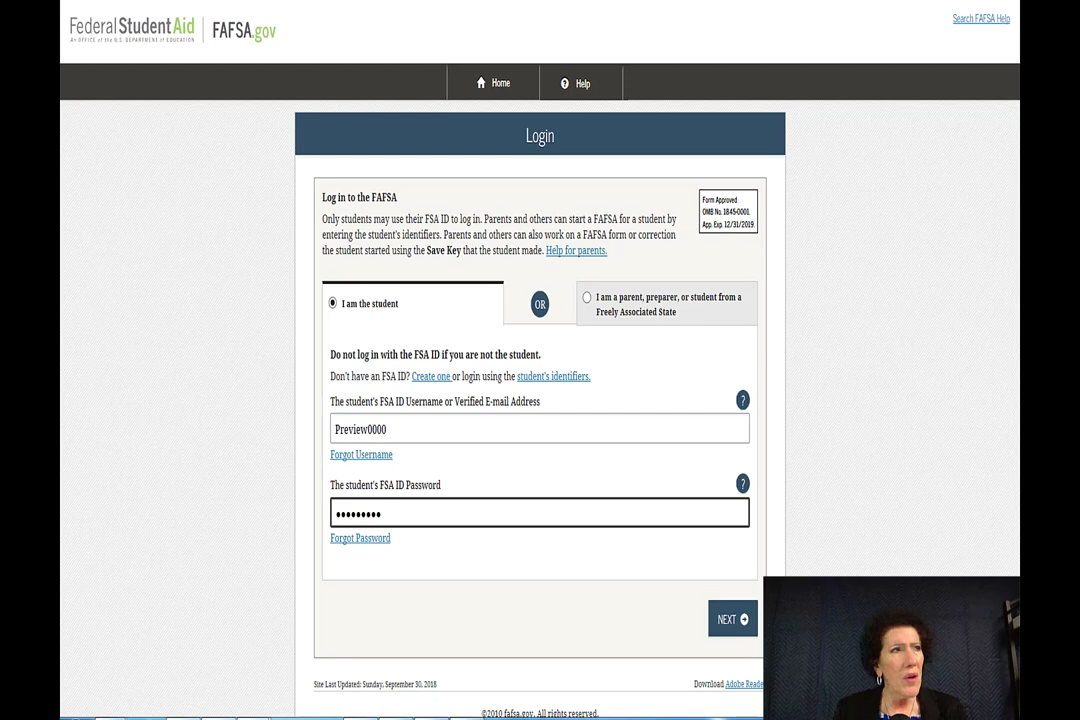 Federal Student Aid
An OFFICE of the U.S. DEPARTMENT of EDUCATION
FAFSA.gov
Search FAFSA Help
Home
Help
Login
Log in to the FAFSA
Only students may use their FSA ID to log in. Parents and others can start a FAFSA for a student by
entering the student's identifiers. Parents and others can also work on a FAFSA form or correction
the student started using the Save Key that the student made. Help for parents.
Form Approved
OMB No. 1845-0001.
App. Exp. 12/31/2019.
I am the student
OR
I am a parent, preparer, or student from a
Freely Associated State
Do not log in with the FSA ID if you are not the student.
Don't have an FSA ID? Create one or login using the student's identifiers.
The student's FSA ID Username or Verified E-mail Address
?
Preview0000
Forgot Username
The student's FSA ID Password
?
•••••••••
Forgot Password
NEXT
Site Last Updated: Sunday, September 30, 2018
Download Adobe Reade
©2010 fafsa.gov. All rights reserved.